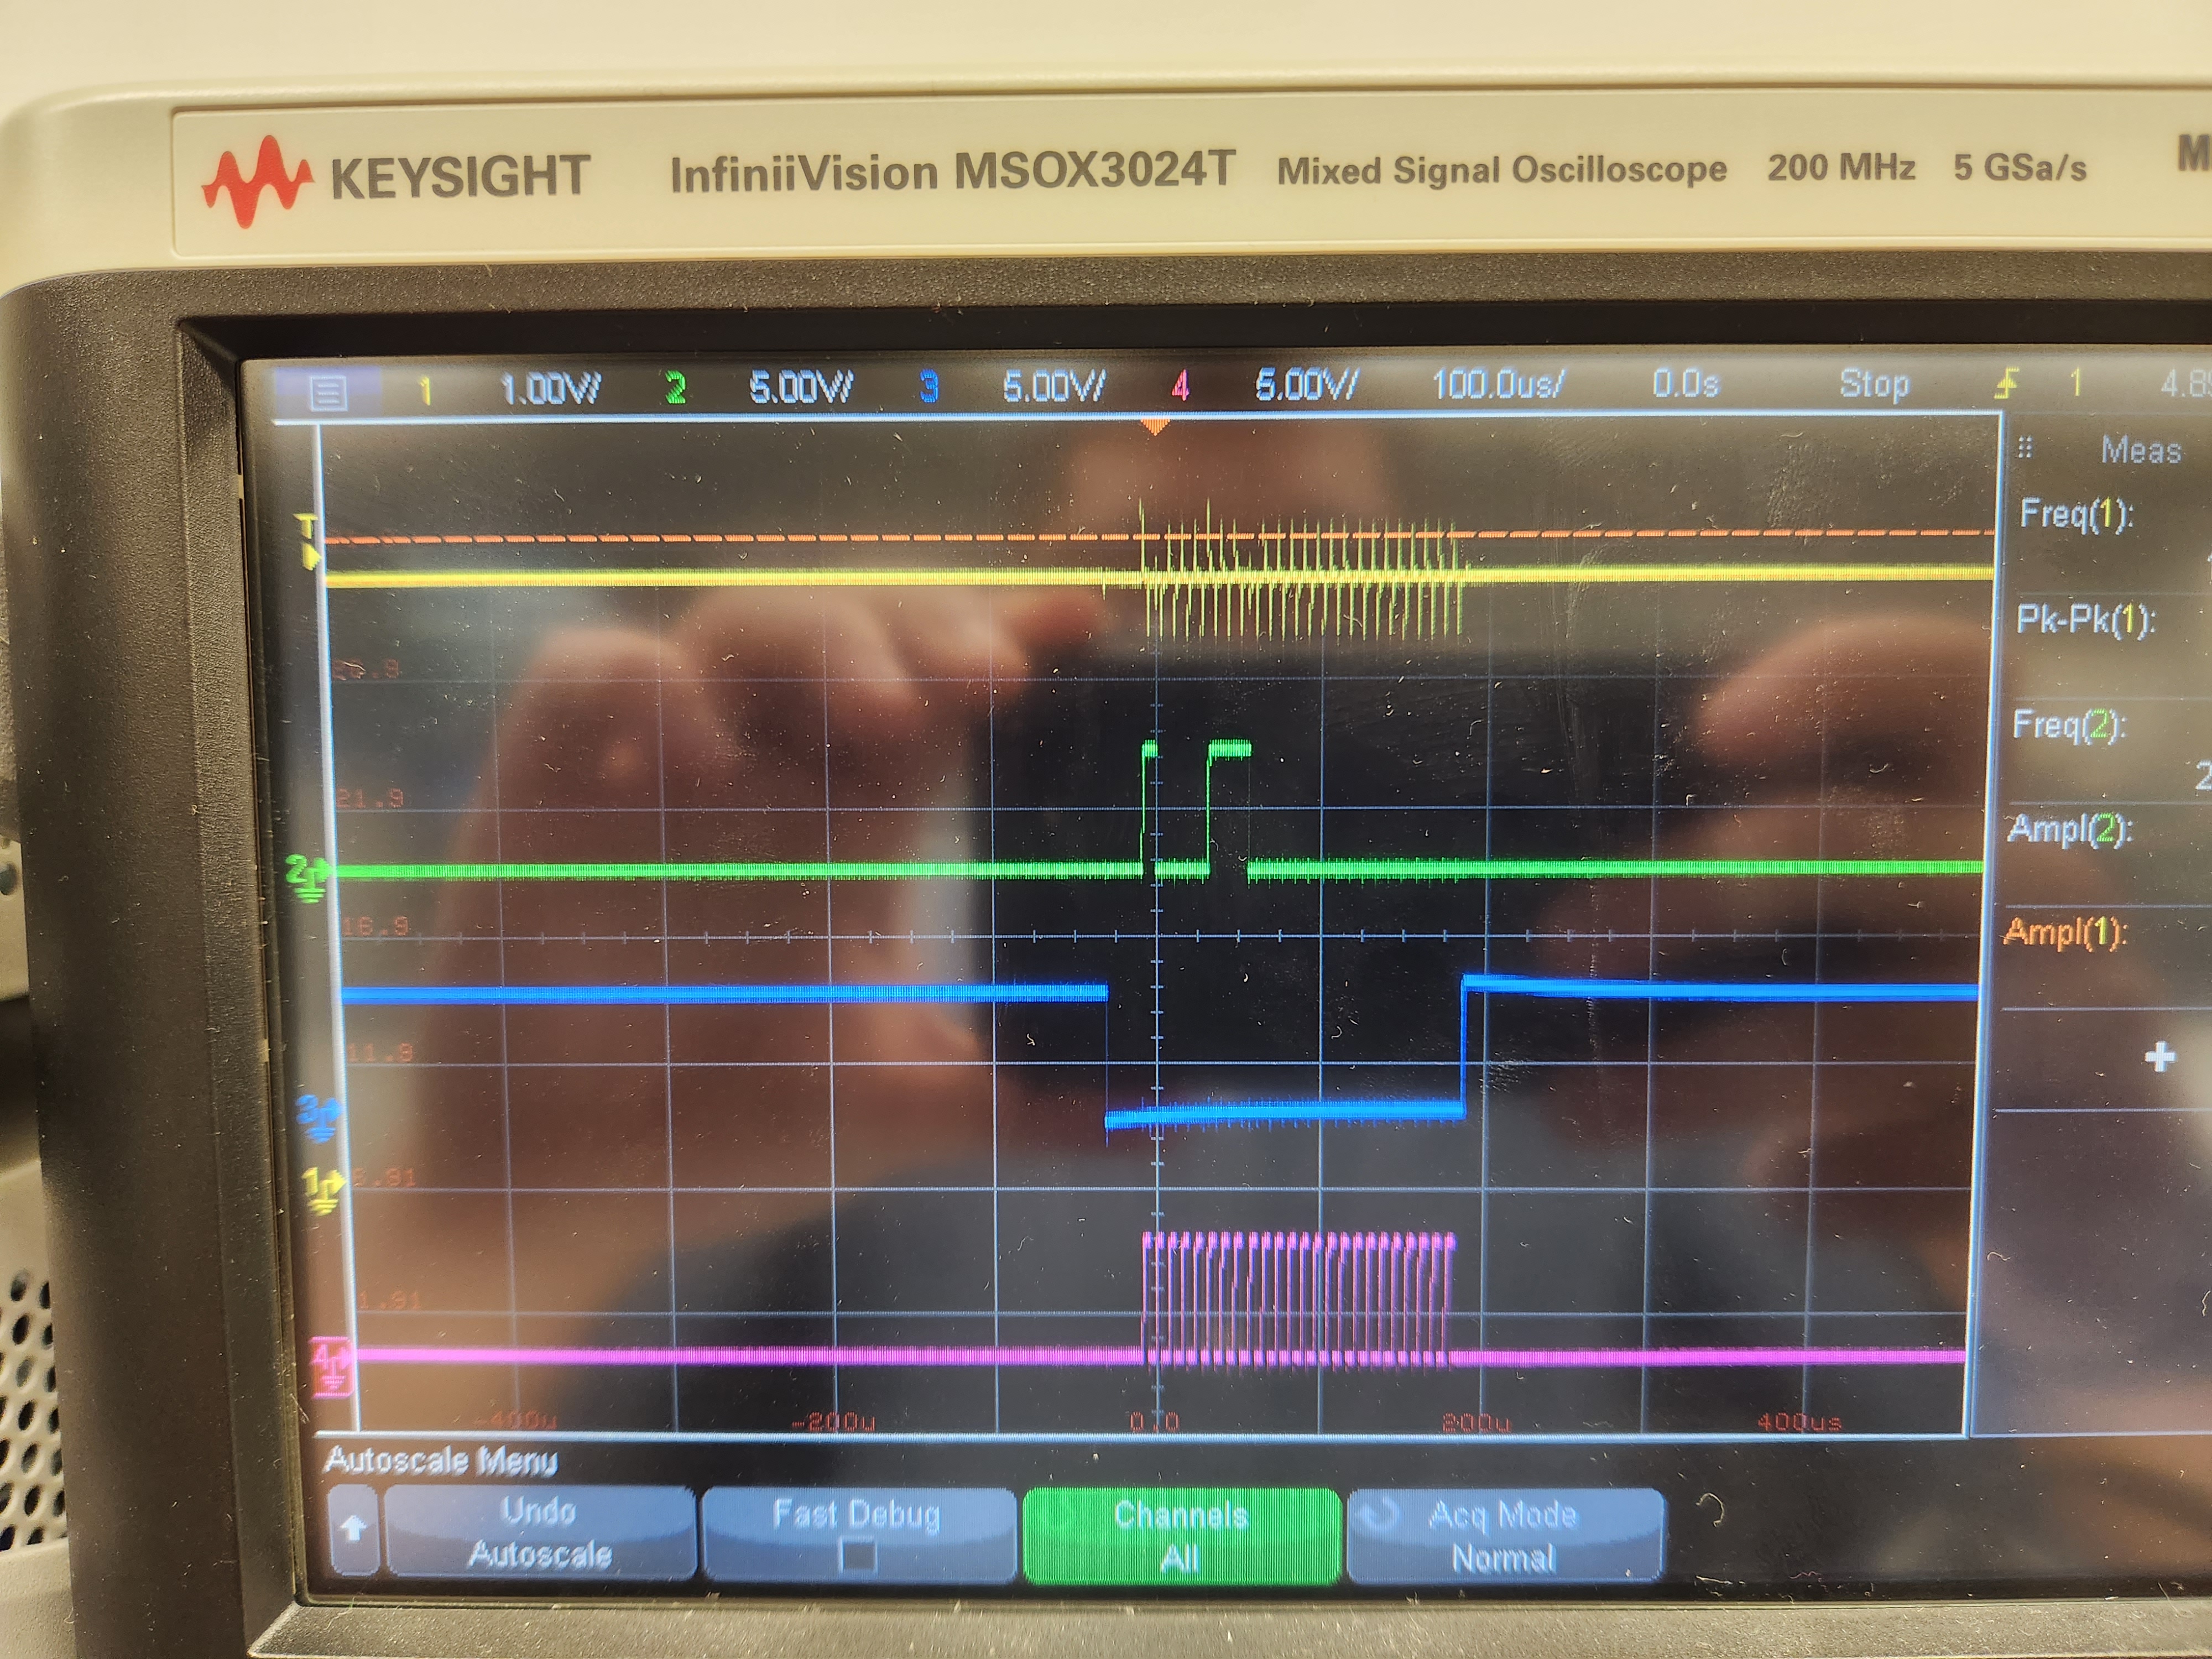 KEYSIGHT InfiniiVision MSOX3024T Mixed Signal Oscilloscope 200 MHz 5 GSa/s
1 1.00V/ 2 5.00V/ 3 5.00V/ 4 5.00V/ 100.0us/ 0.0s Stop 1
Meas
T
Freq(1):
Pk-Pk(1):
26.9
Freq(2):
21.9
Ampl(2):
2
16.9
Ampl(1):
11.9
3
+
1
1.91
4
-400u -200u 0.0 200u 400us
Autoscale Menu
Undo
Autoscale
Fast Debug
Channels
All
Acq Mode
Normal